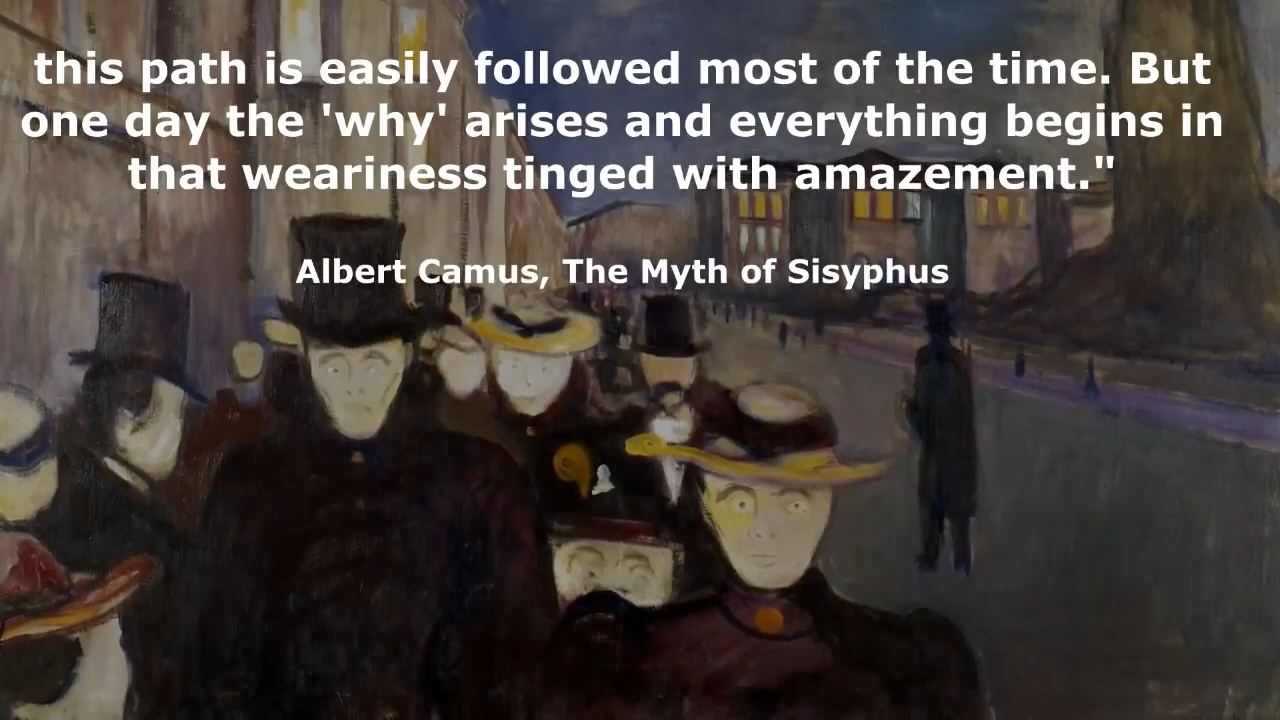 this path is easily followed most of the time. But
one day the 'why' arises and everything begins in
that weariness tinged with amazement."
Albert Camus, The Myth of Sisyphus